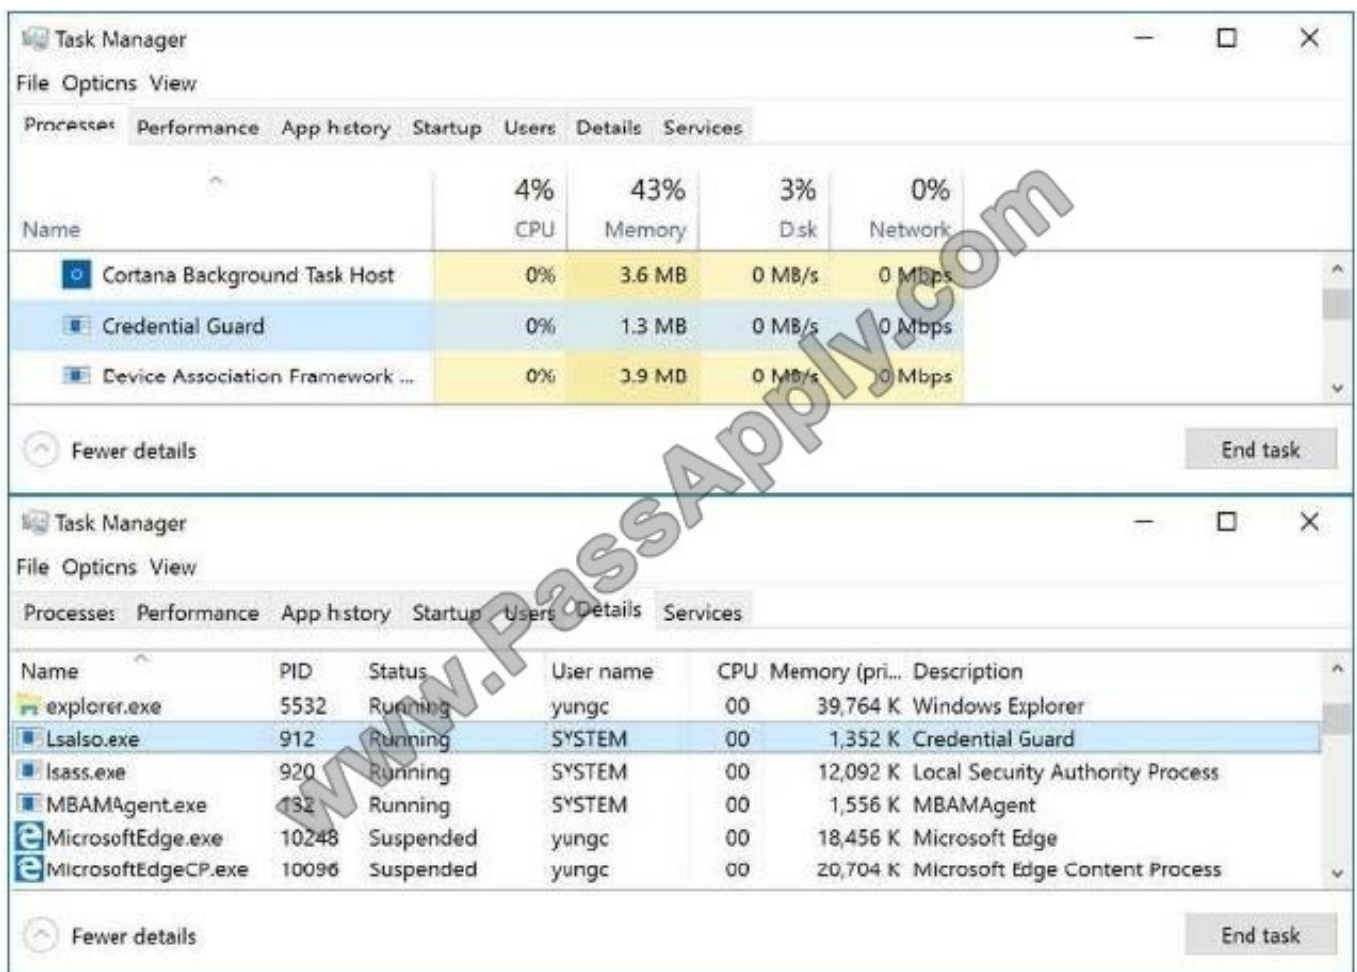 Task Manager
File Options View
Processes Performance App history Startup Users Details Services
4% 43% 3% 0%
Name CPU Memory Disk Network
Cortana Background Task Host 0% 3.6 MB 0 MB/s 0 Mbps
Credential Guard 0% 1.3 MB 0 MB/s 0 Mbps
Device Association Framework ... 0% 3.9 MB 0 MB/s 0 Mbps
Fewer details End task
Task Manager
File Options View
Processes Performance App history Startup Users Details Services
Name PID Status User name CPU Memory (pri... Description
explorer.exe 5532 Running yungc 00 39,764 K Windows Explorer
Lsalso.exe 912 Running SYSTEM 00 1,352 K Credential Guard
lsass.exe 920 Running SYSTEM 00 12,092 K Local Security Authority Process
MBAMAgent.exe 132 Running SYSTEM 00 1,556 K MBAMAgent
MicrosoftEdge.exe 10248 Suspended yungc 00 18,456 K Microsoft Edge
MicrosoftEdgeCP.exe 10096 Suspended yungc 00 20,704 K Microsoft Edge Content Process
Fewer details End task
www.PassApply.com